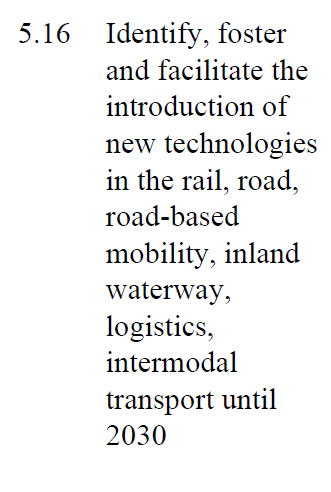 5.16 Identify, foster
and facilitate the
introduction of
new technologies
in the rail, road,
road-based
mobility, inland
waterway,
logistics,
intermodal
transport until
2030